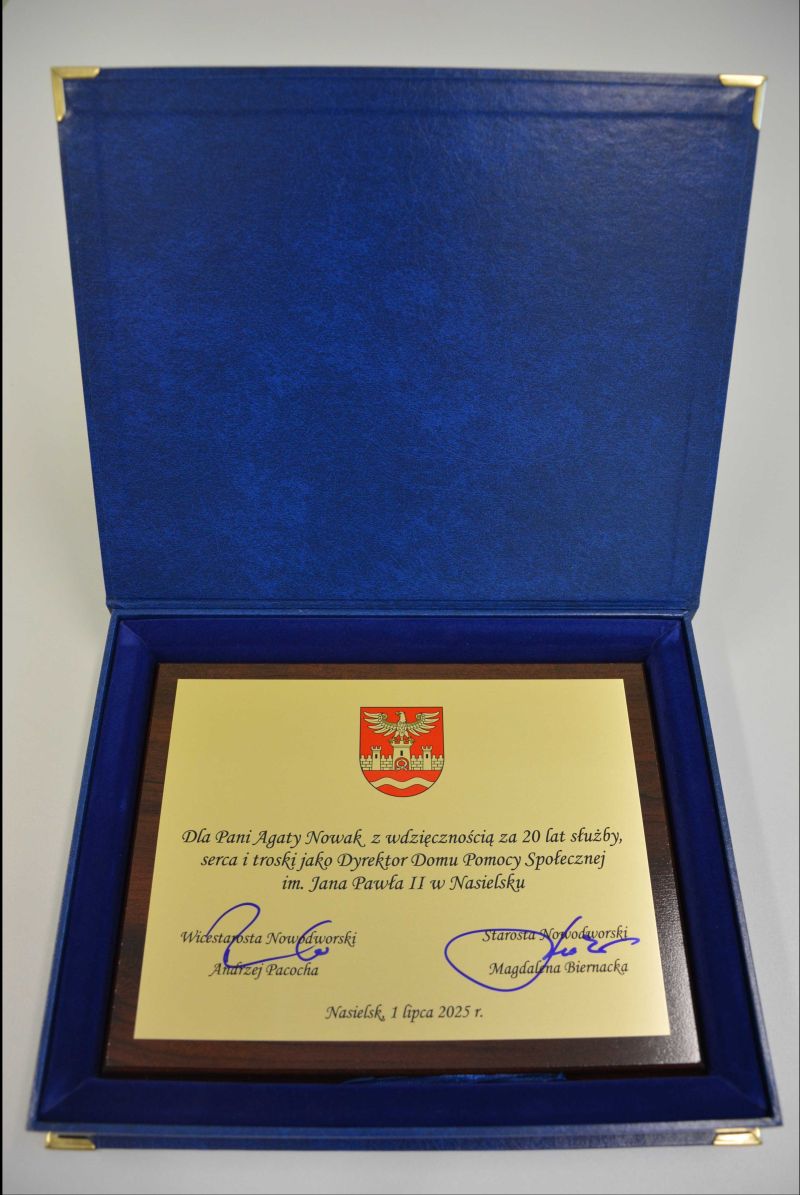 Dla Pani Agaty Nowak z wdzięcznością za 20 lat służby,
serca i troski jako Dyrektor Domu Pomocy Społecznej
im. Jana Pawła II w Nasielsku
Wicestarosta Nowodworski
Andrzej Pacocha
Starosta Nowodworski
Magdalena Biernacka
Nasielsk, 1 lipca 2025 r.